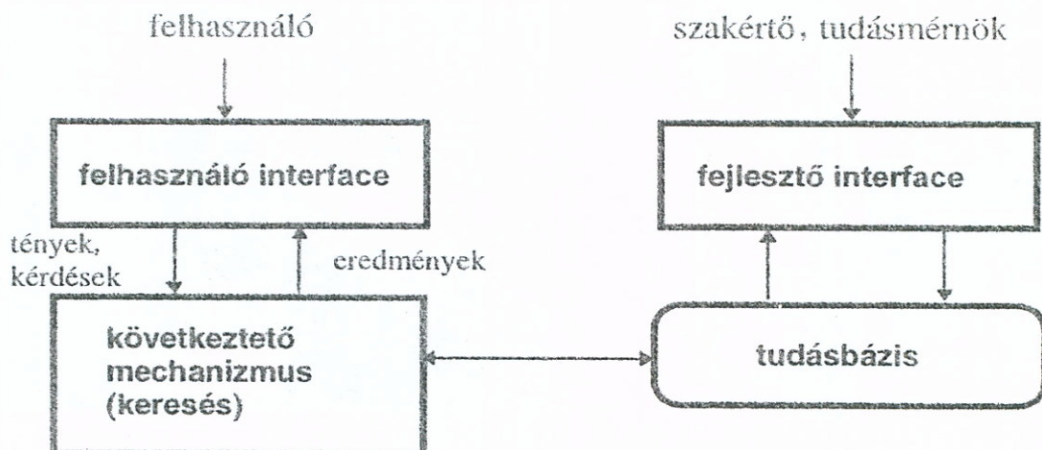 felhasználó
szakértő, tudásmérnök
felhasználó interface
fejlesztő interface
tények,
kérdések
eredmények
következtető
mechanizmus
(keresés)
tudásbázis